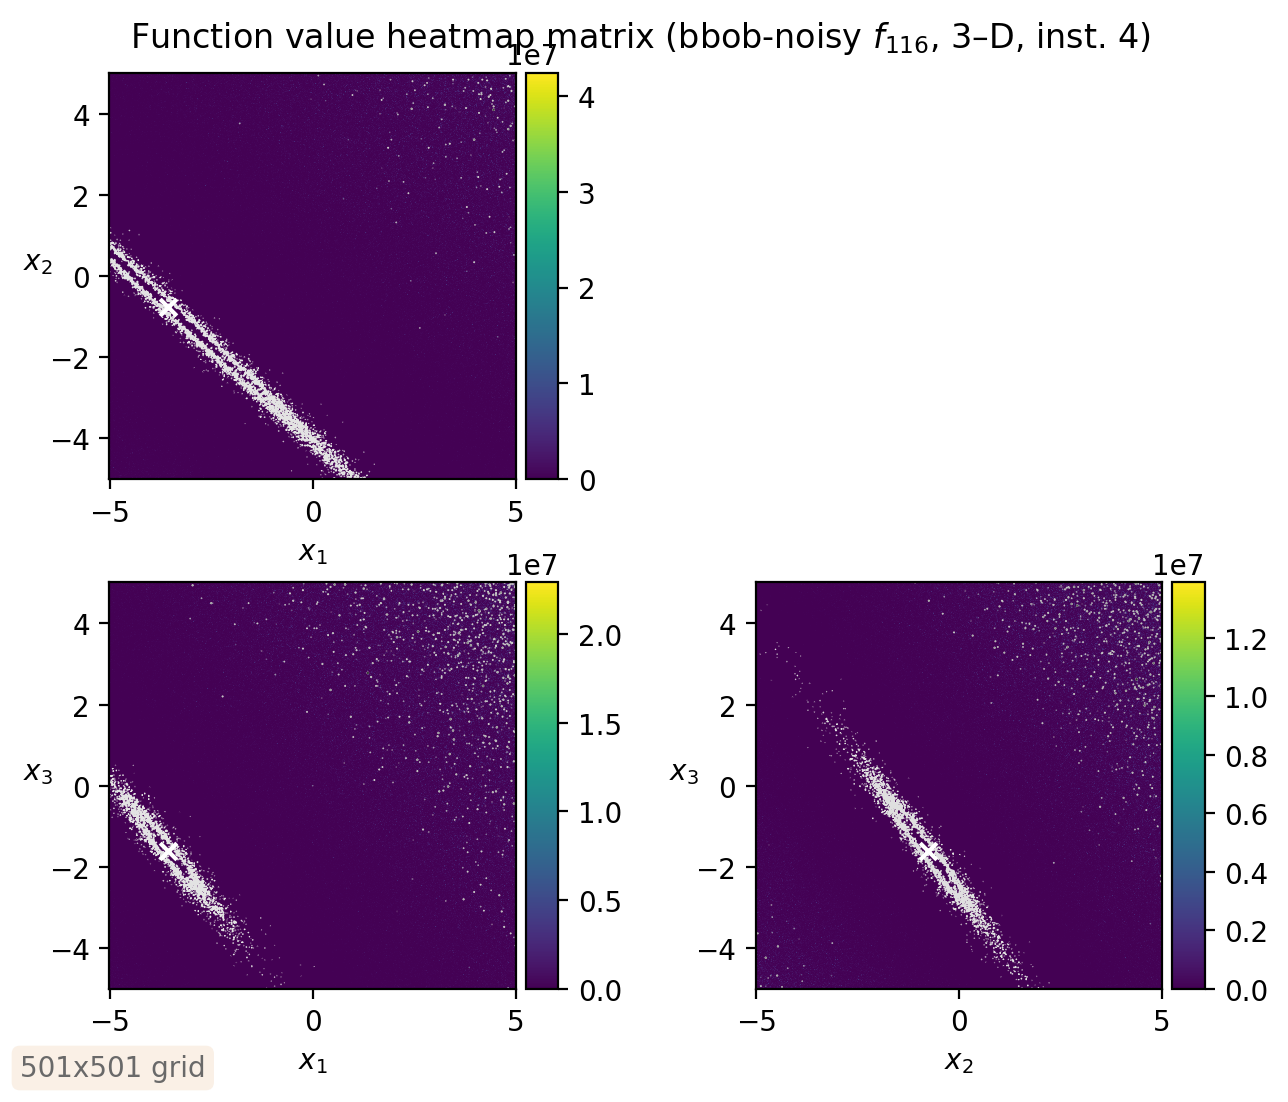 Function value heatmap matrix (bbob-noisy f₁₁₆, 3–D, inst. 4)
1e7
4
2
0
−2
−4
x₂
−5 0 5
x₁
4
3
2
1
0
1e7
4
2
0
−2
−4
x₃
−5 0 5
x₁
2.0
1.5
1.0
0.5
0.0
1e7
4
2
0
−2
−4
x₃
−5 0 5
x₂
1.2
1.0
0.8
0.6
0.4
0.2
0.0
501x501 grid